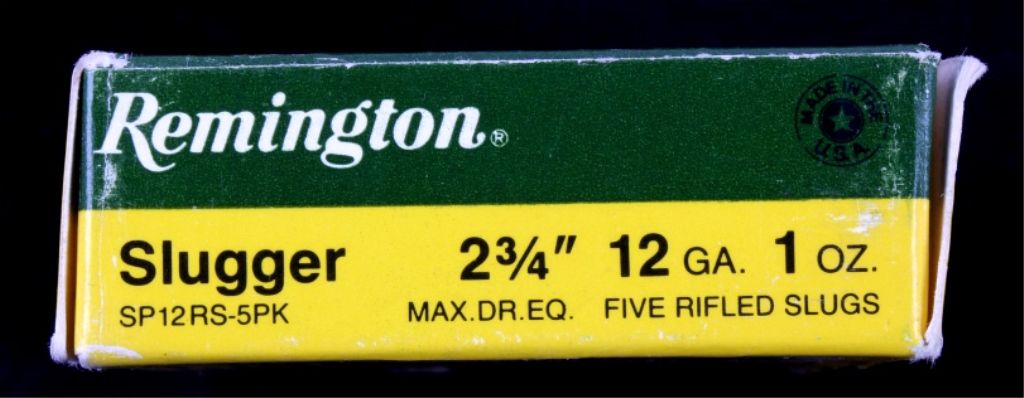 Remington®
MADE IN THE
U.S.A.
Slugger 2¾" 12 GA. 1 OZ.
SP12RS-5PK MAX.DR.EQ. FIVE RIFLED SLUGS